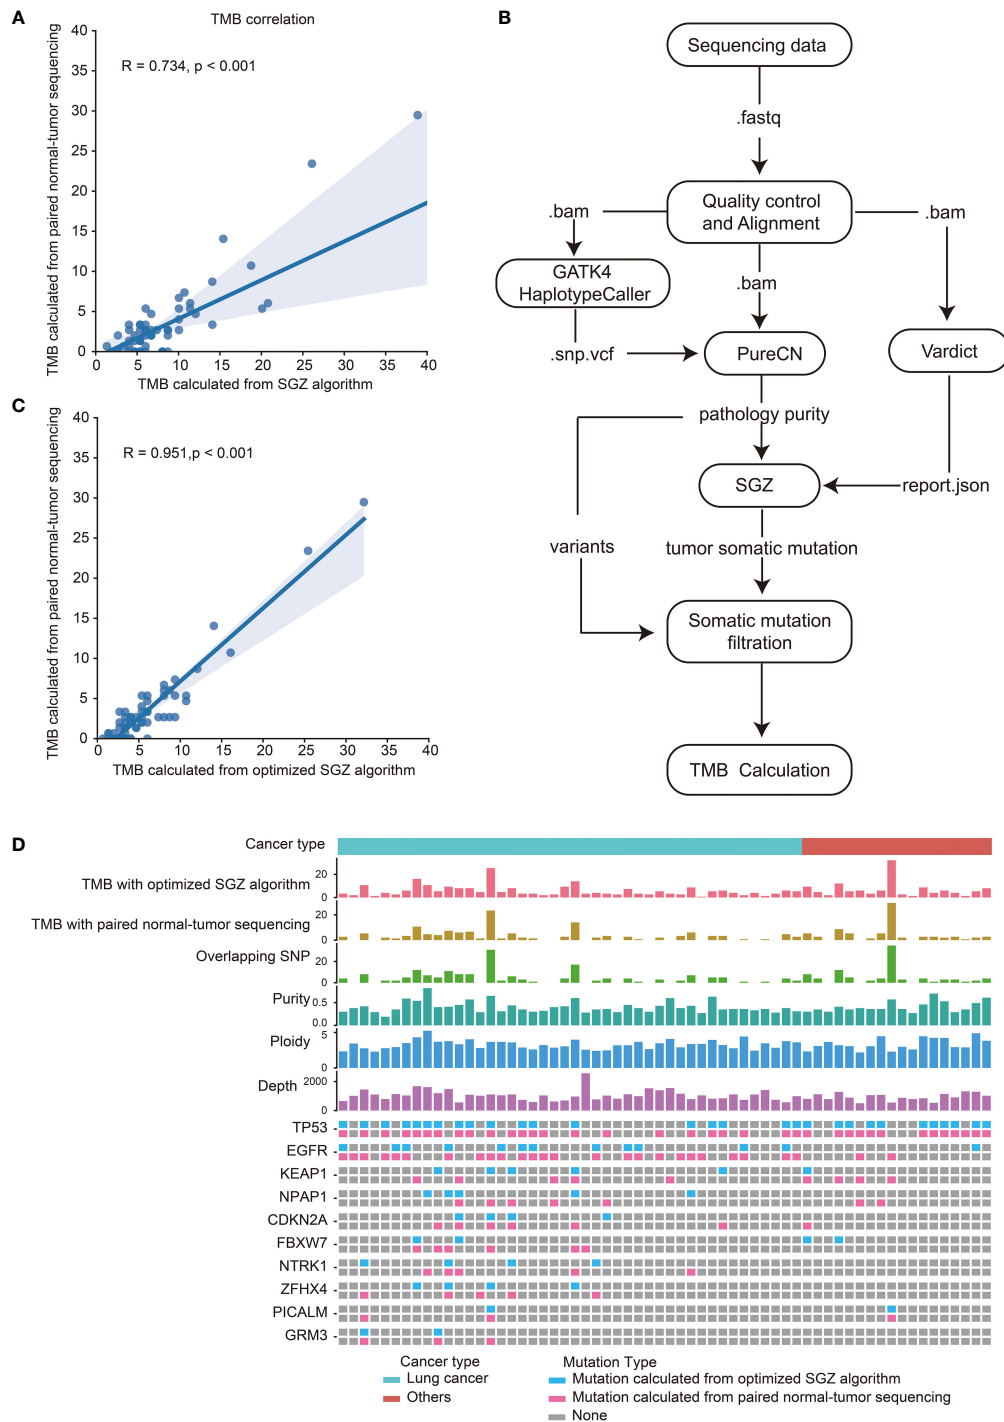 A
TMB correlation
R = 0.734, p < 0.001
TMB calculated from paired normal-tumor sequencing
40
35
30
25
20
15
10
5
0
0
5
10
15
20
25
30
35
40
TMB calculated from SGZ algorithm
B
Sequencing data
.fastq
Quality control
and Alignment
.bam
.bam
.bam
GATK4
HaplotypeCaller
.snp.vcf
PureCN
Vardict
pathology purity
SGZ
report.json
variants
tumor somatic mutation
Somatic mutation
filtration
TMB Calculation
C
R = 0.951,p < 0.001
TMB calculated from paired normal-tumor sequencing
40
35
30
25
20
15
10
5
0
0
5
10
15
20
25
30
35
40
TMB calculated from optimized SGZ algorithm
D
Cancer type
TMB with optimized SGZ algorithm
20
0
TMB with paired normal-tumor sequencing
20
0
Overlapping SNP
20
0
Purity
0.5
0.0
Ploidy
5
0
Depth
2000
0
TP53
EGFR
KEAP1
NPAP1
CDKN2A
FBXW7
NTRK1
ZFHX4
PICALM
GRM3
Cancer type
Lung cancer
Others
Mutation Type
Mutation calculated from optimized SGZ algorithm
Mutation calculated from paired normal-tumor sequencing
None